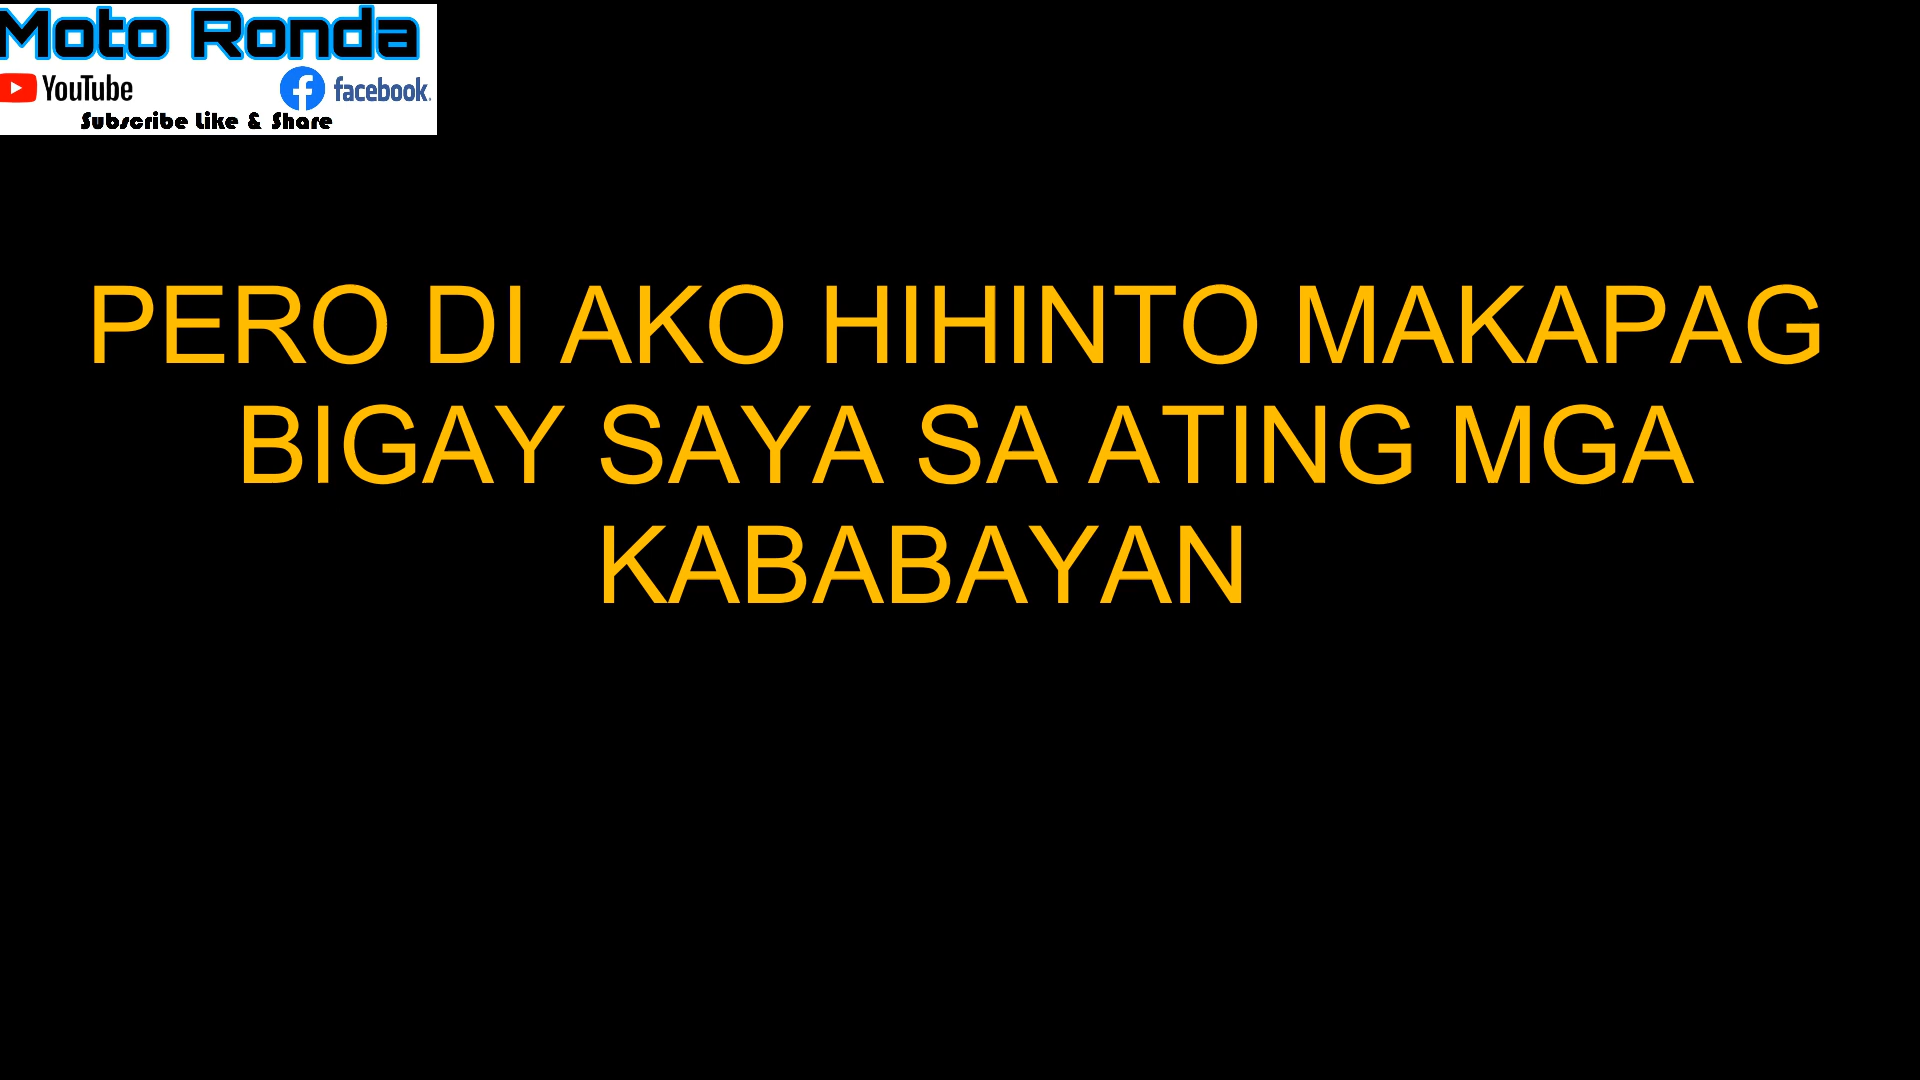 Moto Ronda
YouTube facebook.
Subscribe Like & Share
PERO DI AKO HIHINTO MAKAPAG
BIGAY SAYA SA ATING MGA
KABABAYAN